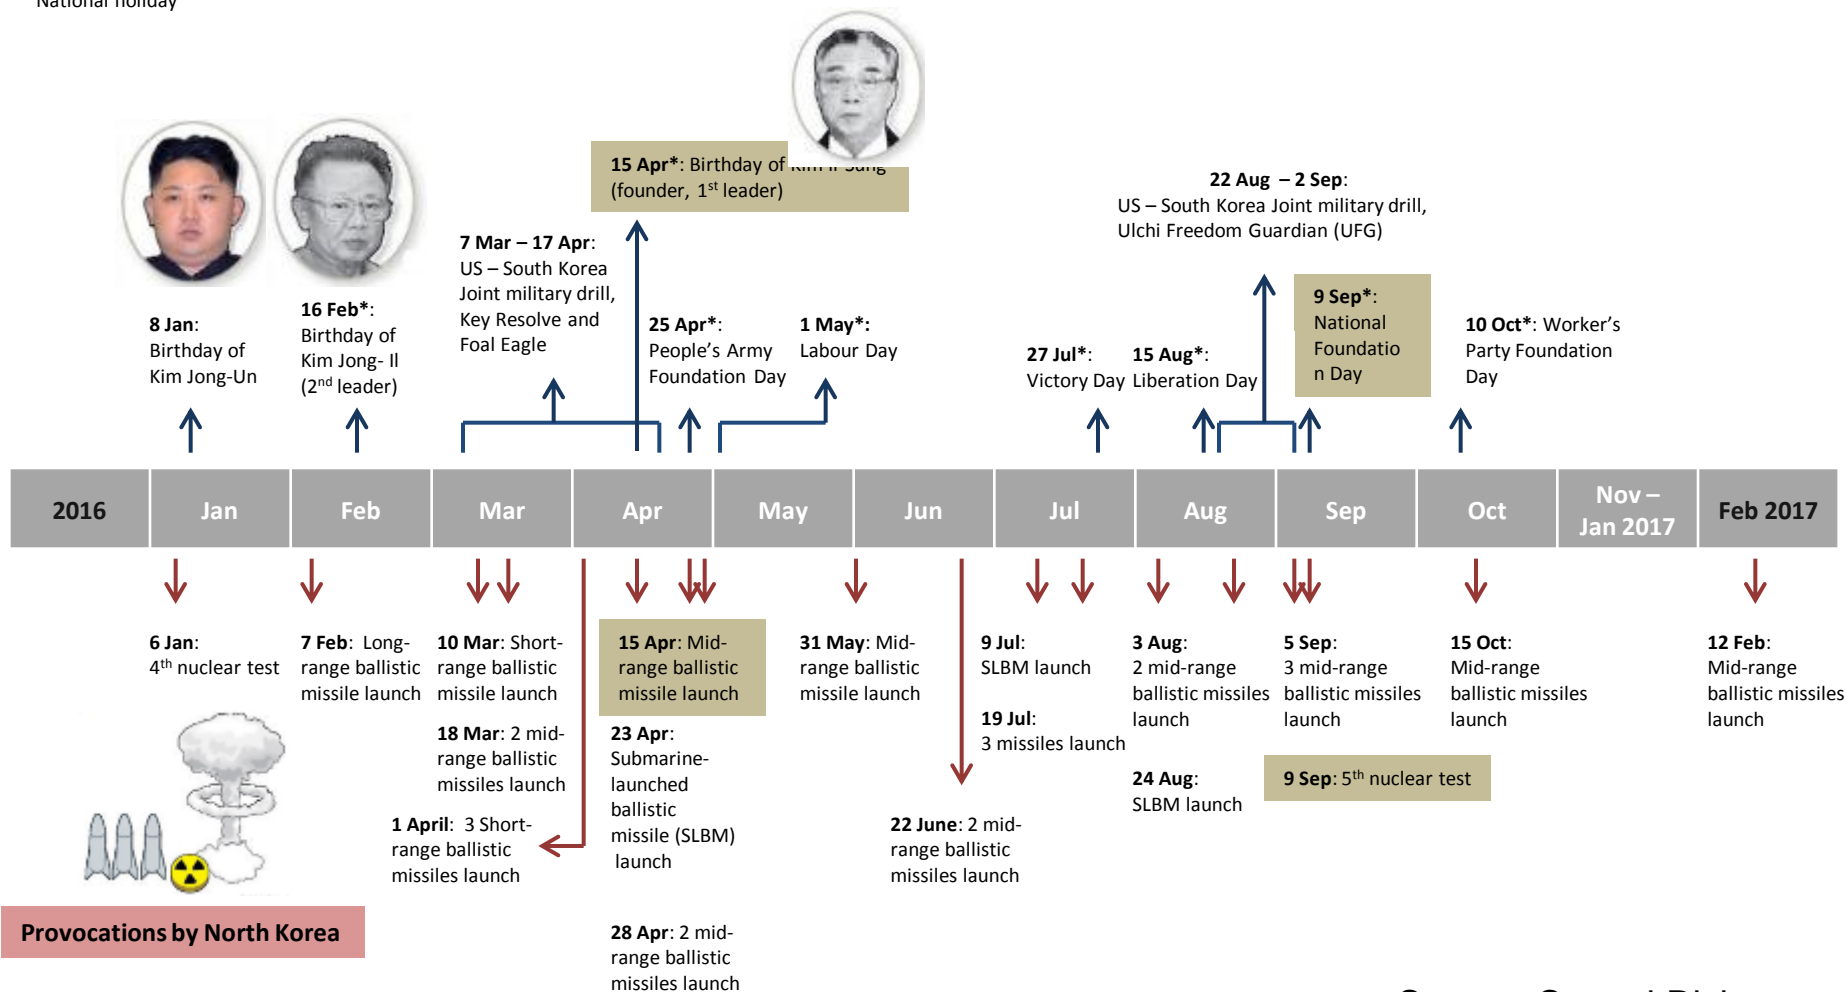 National holiday
15 Apr*: Birthday of Kim Il Sung
(founder, 1st leader)
22 Aug – 2 Sep:
US – South Korea Joint military drill,
Ulchi Freedom Guardian (UFG)
7 Mar – 17 Apr:
US – South Korea
Joint military drill,
Key Resolve and
Foal Eagle
8 Jan:
Birthday of
Kim Jong-Un
16 Feb*:
Birthday of
Kim Jong- Il
(2nd leader)
25 Apr*:
People's Army
Foundation Day
1 May*:
Labour Day
27 Jul*:
Victory Day
15 Aug*:
Liberation Day
9 Sep*:
National
Foundatio
n Day
10 Oct*: Worker's
Party Foundation
Day
2016
Jan
Feb
Mar
Apr
May
Jun
Jul
Aug
Sep
Oct
Nov –
Jan 2017
Feb 2017
6 Jan:
4th nuclear test
7 Feb: Long-
range ballistic
missile launch
10 Mar: Short-
range ballistic
missile launch
18 Mar: 2 mid-
range ballistic
missiles launch
1 April: 3 Short-
range ballistic
missiles launch
15 Apr: Mid-
range ballistic
missile launch
23 Apr:
Submarine-
launched
ballistic
missile (SLBM)
launch
28 Apr: 2 mid-
range ballistic
missiles launch
31 May: Mid-
range ballistic
missile launch
22 June: 2 mid-
range ballistic
missiles launch
9 Jul:
SLBM launch
19 Jul:
3 missiles launch
3 Aug:
2 mid-range
ballistic missiles
launch
24 Aug:
SLBM launch
5 Sep:
3 mid-range
ballistic missiles
launch
9 Sep: 5th nuclear test
15 Oct:
Mid-range
ballistic missiles
launch
12 Feb:
Mid-range
ballistic missiles
launch
Provocations by North Korea